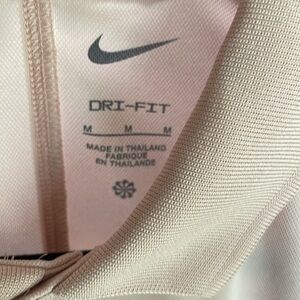 DRI-FIT
M M M
MADE IN THAILAND
FABRIQUÉ
EN THAÏLANDE